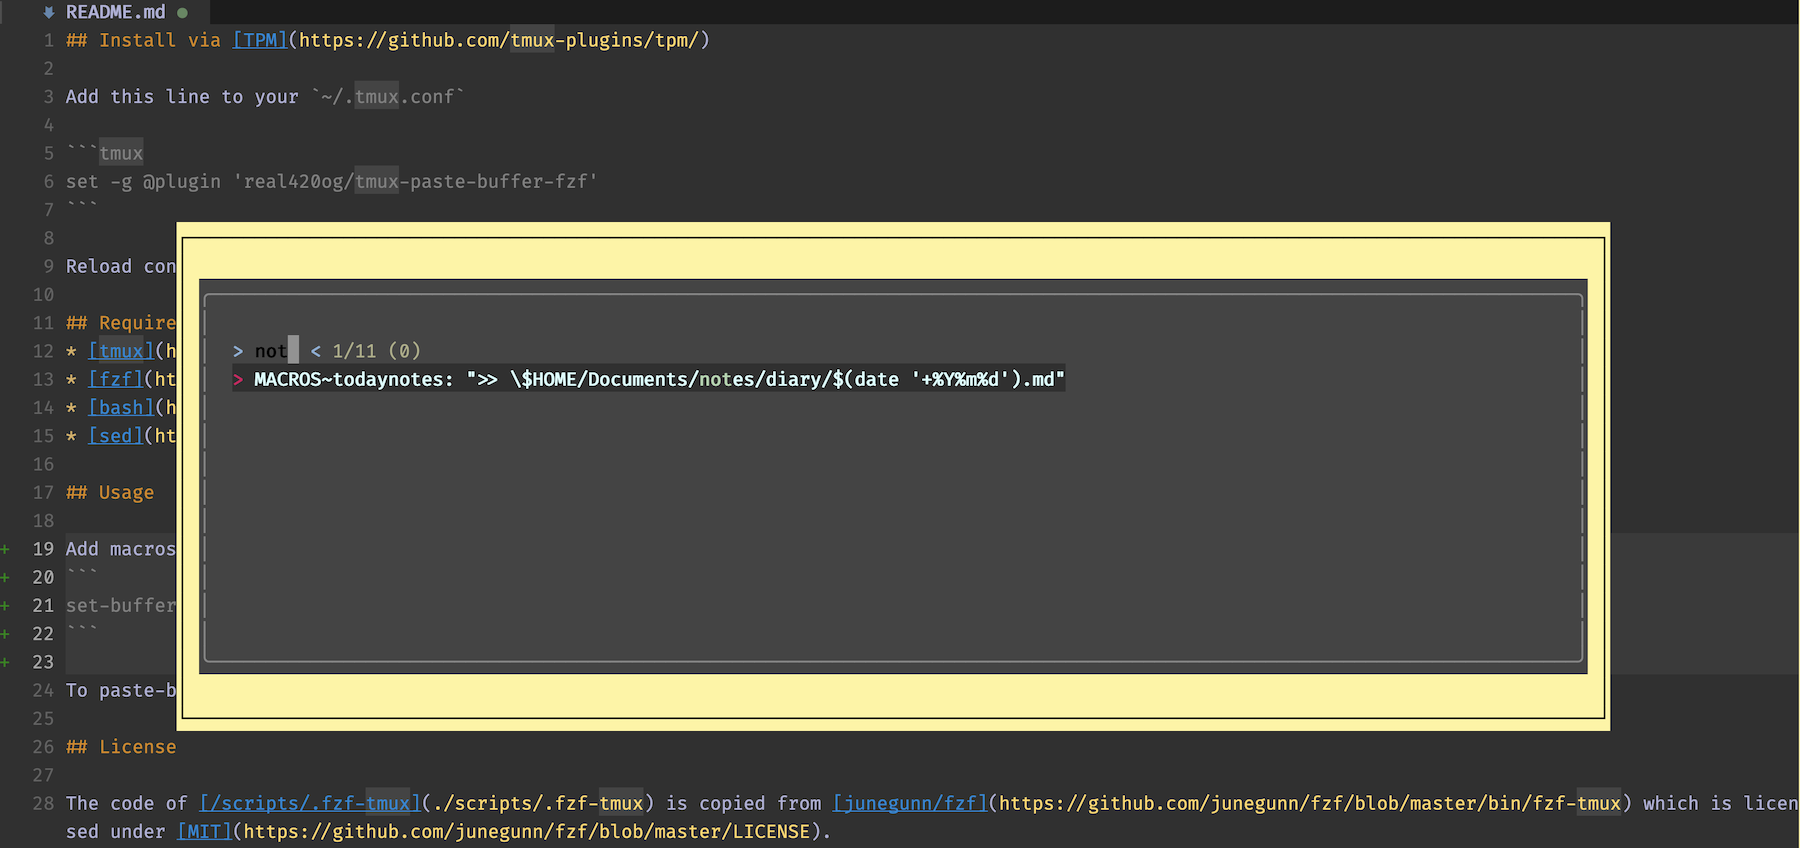 README.md
1 ## Install via [TPM](https://github.com/tmux-plugins/tpm/)
2
3 Add this line to your `~/.tmux.conf`
4
5 ```tmux
6 set -g @plugin 'real420og/tmux-paste-buffer-fzf'
7 ```
8
9 Reload con
10
11 ## Require
12 * [tmux](h
13 * [fzf](ht
14 * [bash](h
15 * [sed](ht
16
17 ## Usage
18
+ 19 Add macros
+ 20 ```
+ 21 set-buffer
+ 22 ```
+ 23
24 To paste-b
25
26 ## License
27
28 The code of [/scripts/.fzf-tmux](./scripts/.fzf-tmux) is copied from [junegunn/fzf](https://github.com/junegunn/fzf/blob/master/bin/fzf-tmux) which is licen
sed under [MIT](https://github.com/junegunn/fzf/blob/master/LICENSE).
> not < 1/11 (0)
> MACROS~todaynotes: ">> \$HOME/Documents/notes/diary/$(date '+%Y%m%d').md"